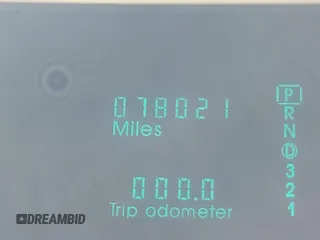 078021
Miles
000.0
Trip odometer
P
R
N
D
3
2
1
DREAMBID